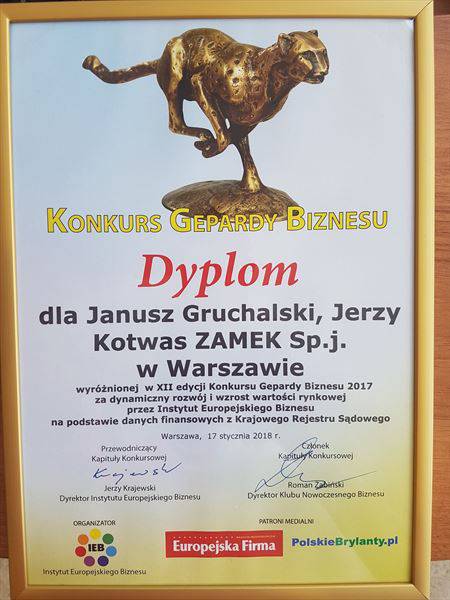 KONKURS GEPARDY BIZNESU
Dyplom
dla Janusz Gruchalski, Jerzy
Kotwas ZAMEK Sp.j.
w Warszawie
wyróżnionej w XII edycji Konkursu Gepardy Biznesu 2017
za dynamiczny rozwój i wzrost wartości rynkowej
przez Instytut Europejskiego Biznesu
na podstawie danych finansowych z Krajowego Rejestru Sądowego
Warszawa, 17 stycznia 2018 r.
Przewodniczący
Kapituły Konkursowej
Krajewski
Jerzy Krajewski
Dyrektor Instytutu Europejskiego Biznesu
Członek
Kapituły Konkursowej
Roman Żabiński
Dyrektor Klubu Nowoczesnego Biznesu
ORGANIZATOR
IEB
Instytut Europejskiego Biznesu
PATRONI MEDIALNI
Europejska Firma
PolskieBrylanty.pl